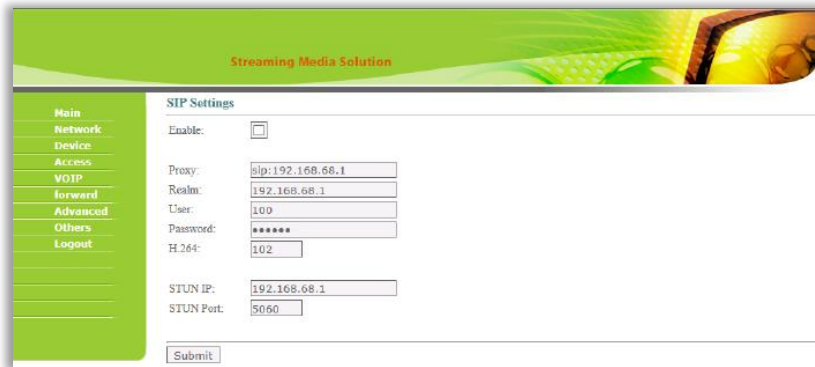 Streaming Media Solution
Main
Network
Device
Access
VOIP
forward
Advanced
Others
Logout
SIP Settings
Enable:
Proxy: sip:192.168.68.1
Realm: 192.168.68.1
User: 100
Password: ●●●●●●
H.264: 102
STUN IP: 192.168.68.1
STUN Port: 5060
Submit